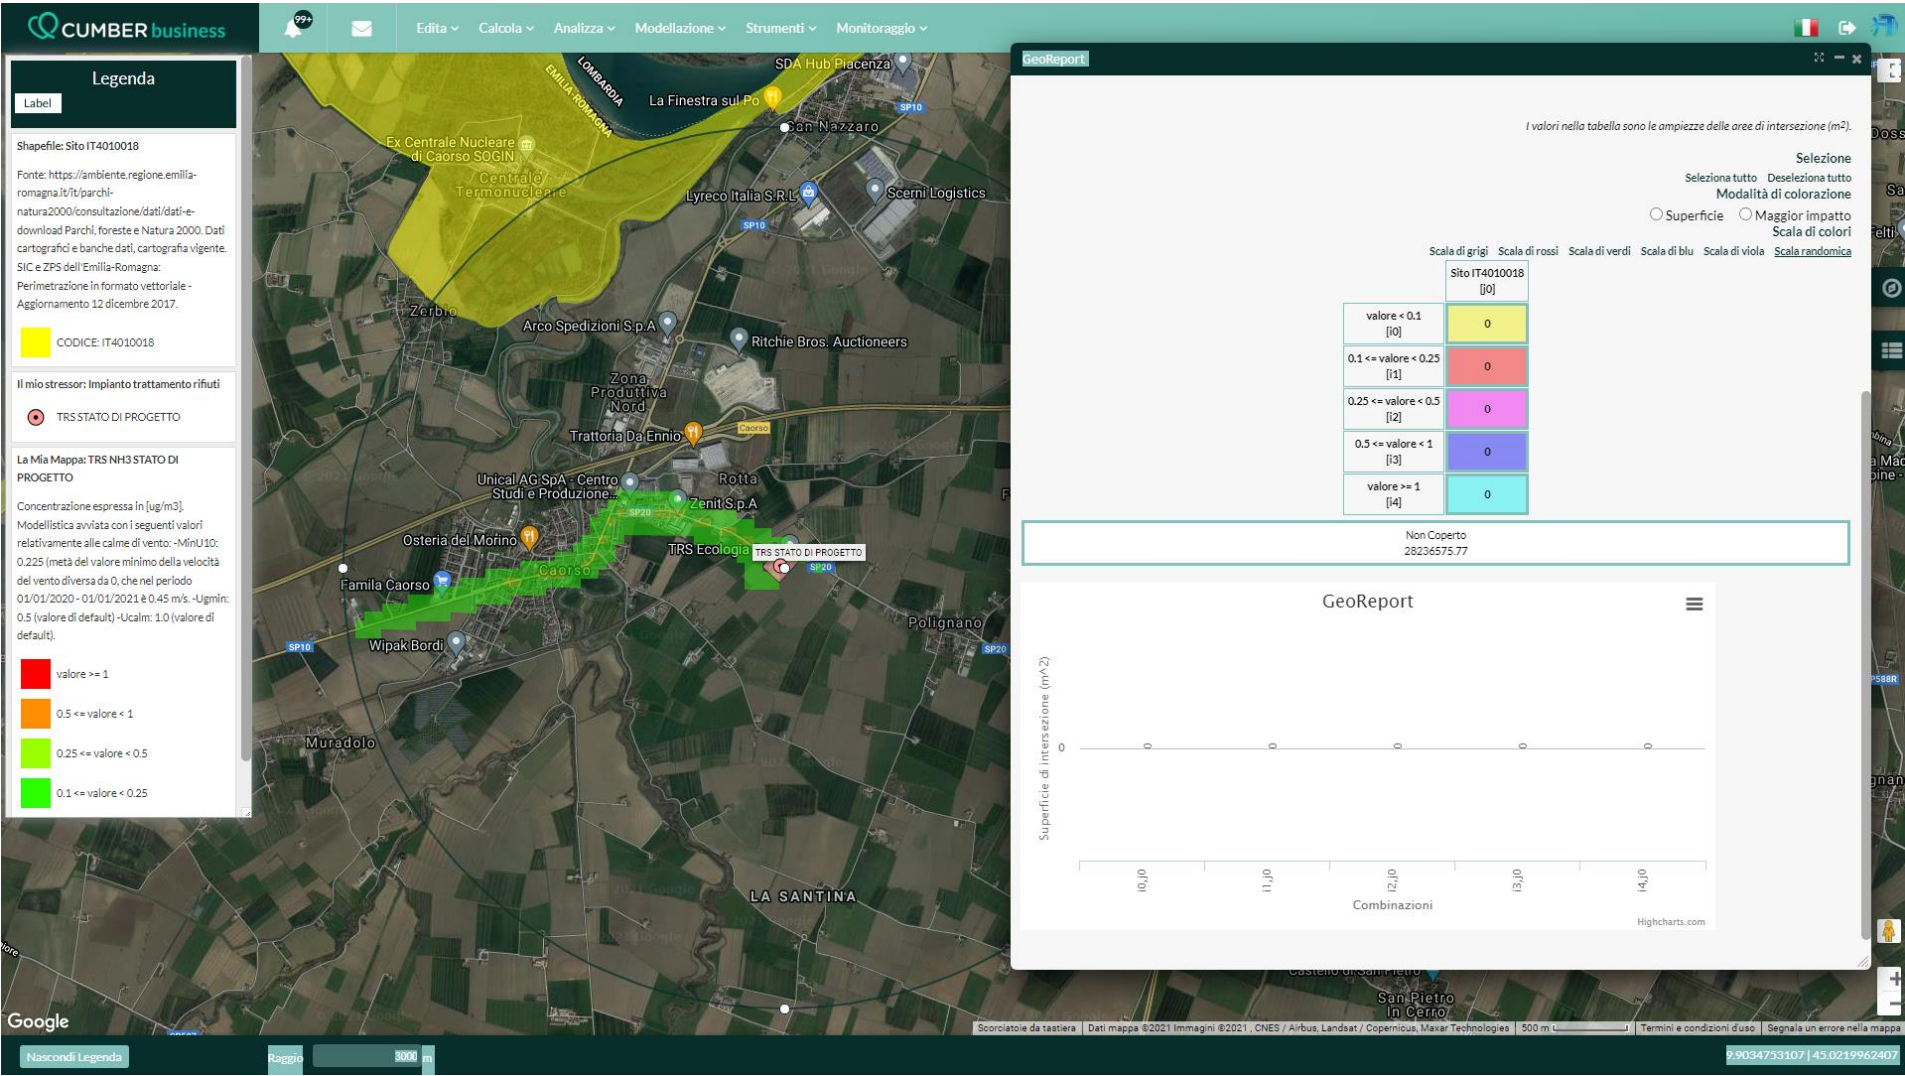 CUMBER business
99+
Edita
Calcola
Analizza
Modellazione
Strumenti
Monitoraggio
Legenda
Label
Shapefile: Sito IT4010018
Fonte: https://ambiente.regione.emilia-
romagna.it/it/parchi-
natura2000/consultazione/dati/dati-e-
download Parchi, foreste e Natura 2000. Dati
cartografici e banche dati, cartografia vigente.
SIC e ZPS dell'Emilia-Romagna:
Perimetrazione in formato vettoriale -
Aggiornamento 12 dicembre 2017.
CODICE: IT4010018
Il mio stressor: Impianto trattamento rifiuti
TRS STATO DI PROGETTO
La Mia Mappa: TRS NH3 STATO DI
PROGETTO
Concentrazione espressa in [ug/m3].
Modellistica avviata con i seguenti valori
relativamente alle calme di vento: -MinU10:
0.225 (metà del valore minimo della velocità
del vento diversa da 0, che nel periodo
01/01/2020 - 01/01/2021 è 0.45 m/s. -Ugmin:
0.5 (valore di default) -Ucalm: 1.0 (valore di
default).
valore >= 1
0.5 <= valore < 1
0.25 <= valore < 0.5
0.1 <= valore < 0.25
LOMBARDIA
EMILIA-ROMAGNA
SDA Hub Piacenza
La Finestra sul Po
SP10
San Nazzaro
Ex Centrale Nucleare
di Caorso SOGIN
Centrale
Termonucleare
Lyreco Italia S.R.L
Scerni Logistics
SP10
Zerbio
Arco Spedizioni S.p.A
Ritchie Bros. Auctioneers
Zona
Produttiva
Nord
Trattoria Da Ennio
Caorso
Unical AG SpA - Centro
Studi e Produzione...
Rotta
Zenit S.p.A
SP20
Osteria del Morino
TRS Ecologia
TRS STATO DI PROGETTO
SP20
Caorso
Famila Caorso
Polignano
SP10
Wipak Bordi
SP20
Muradolo
LA SANTINA
Castello di San Pietro
San Pietro
in Cerro
GeoReport
I valori nella tabella sono le ampiezze delle aree di intersezione (m²).
Selezione
Seleziona tutto Deseleziona tutto
Modalità di colorazione
Superficie Maggior impatto
Scala di colori
Scala di grigi Scala di rossi Scala di verdi Scala di blu Scala di viola Scala randomica
Sito IT4010018
[j0]
valore < 0.1
[i0]
0
0.1 <= valore < 0.25
[i1]
0
0.25 <= valore < 0.5
[i2]
0
0.5 <= valore < 1
[i3]
0
valore >= 1
[i4]
0
Non Coperto
28236575.77
GeoReport
Superficie di intersezione (m^2)
0
0 0 0 0 0
i0,j0 i1,j0 i2,j0 i3,j0 i4,j0
Combinazioni
Highcharts.com
Google
Scorciatoie da tastiera
Dati mappa ©2021 Immagini ©2021 , CNES / Airbus, Landsat / Copernicus, Maxar Technologies
500 m
Termini e condizioni d'uso
Segnala un errore nella mappa
Nascondi Legenda
Raggio
3000 m
9.9034753107 | 45.0219962407